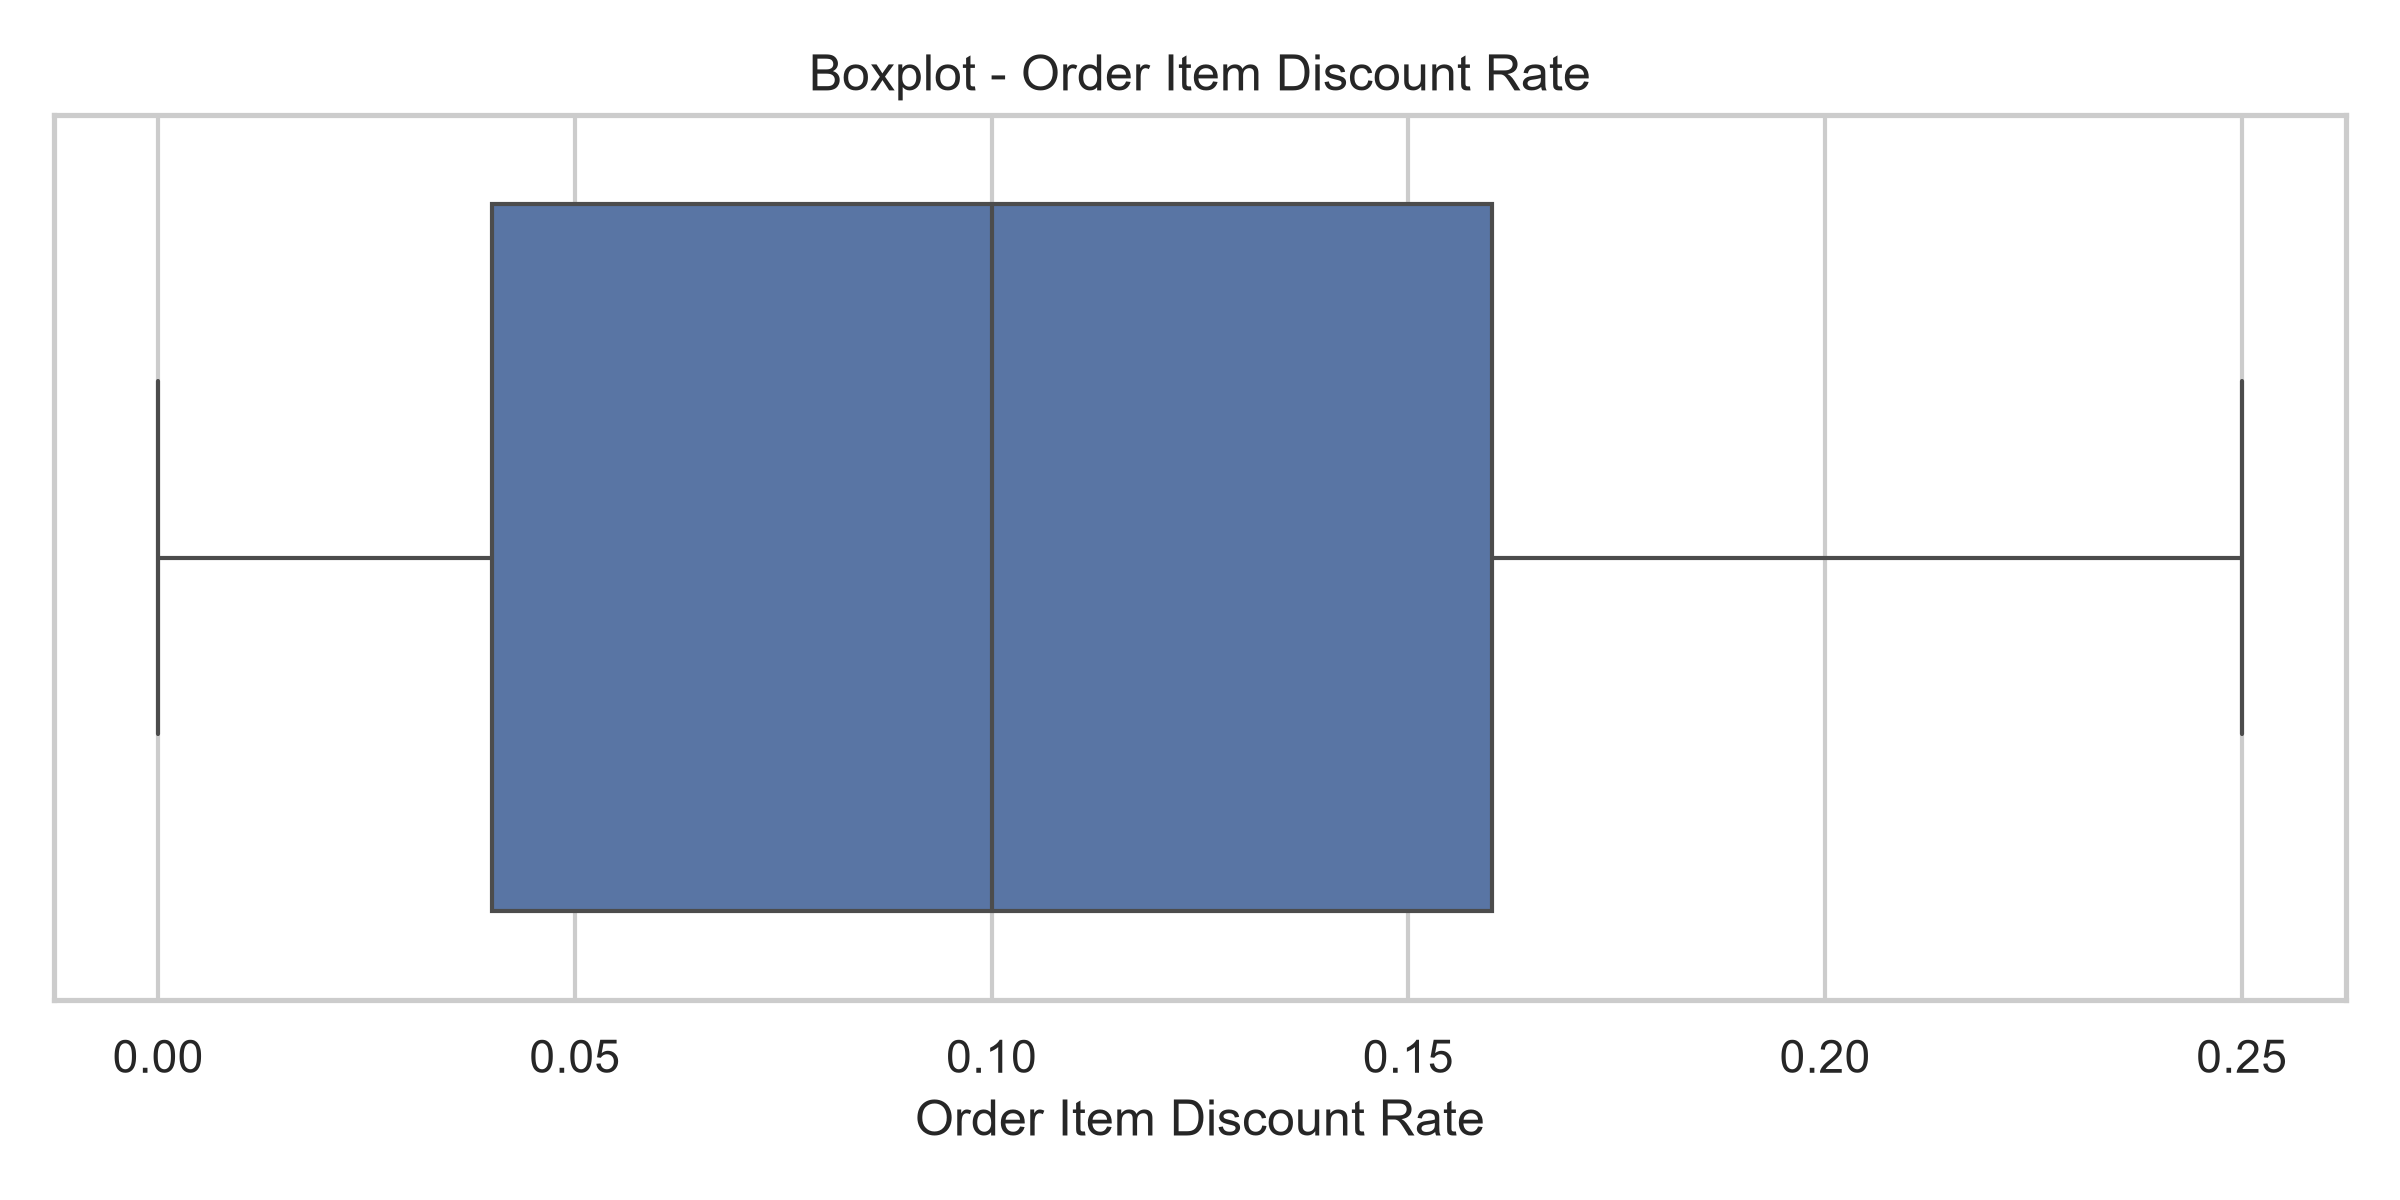 Boxplot - Order Item Discount Rate
0.00 0.05 0.10 0.15 0.20 0.25
Order Item Discount Rate